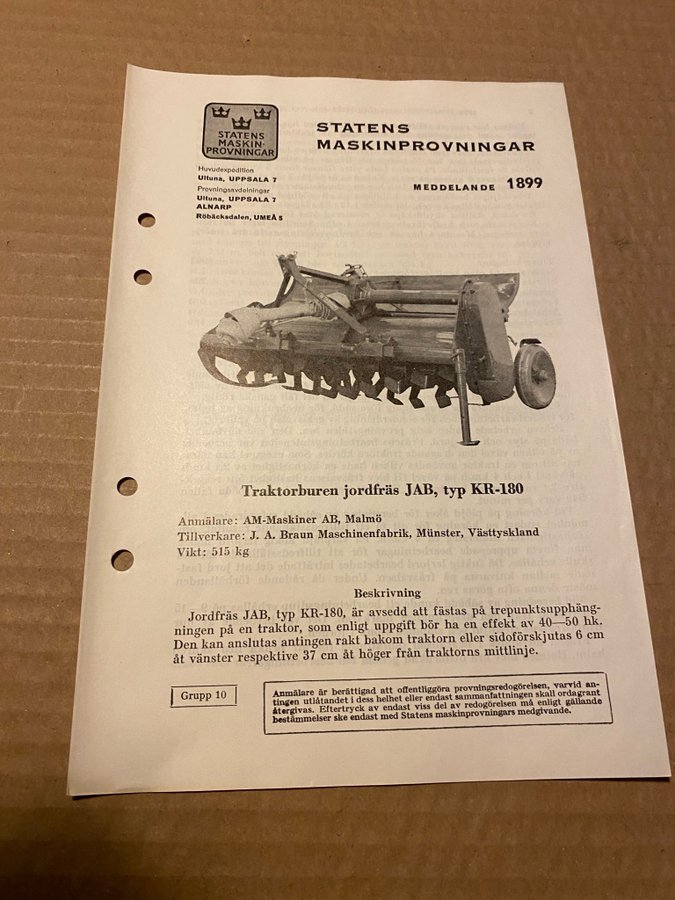 STATENS
MASKIN-
PROVNINGAR
STATENS
MASKINPROVNINGAR
Huvudexpedition
Ultuna, UPPSALA 7
Provningsavdelningar
Ultuna, UPPSALA 7
ALNARP
Röbäcksdalen, UMEÅ 5
MEDDELANDE 1899
Traktorburen jordfräs JAB, typ KR-180
Anmälare: AM-Maskiner AB, Malmö
Tillverkare: J. A. Braun Maschinenfabrik, Münster, Västtyskland
Vikt: 515 kg
Beskrivning
Jordfräs JAB, typ KR-180, är avsedd att fästas på trepunktsupphäng-
ningen på en traktor, som enligt uppgift bör ha en effekt av 40—50 hk.
Den kan anslutas antingen rakt bakom traktorn eller sidoförskjutas 6 cm
åt vänster respektive 37 cm åt höger från traktorns mittlinje.
Grupp 10
Anmälare är berättigad att offentliggöra provningsredogörelsen, varvid an-
tingen utlåtandet i dess helhet eller endast sammanfattningen skall ordagrant
återgivas. Eftertryck av endast viss del av redogörelsen må enligt gällande
bestämmelser ske endast med Statens maskinprovningars medgivande.